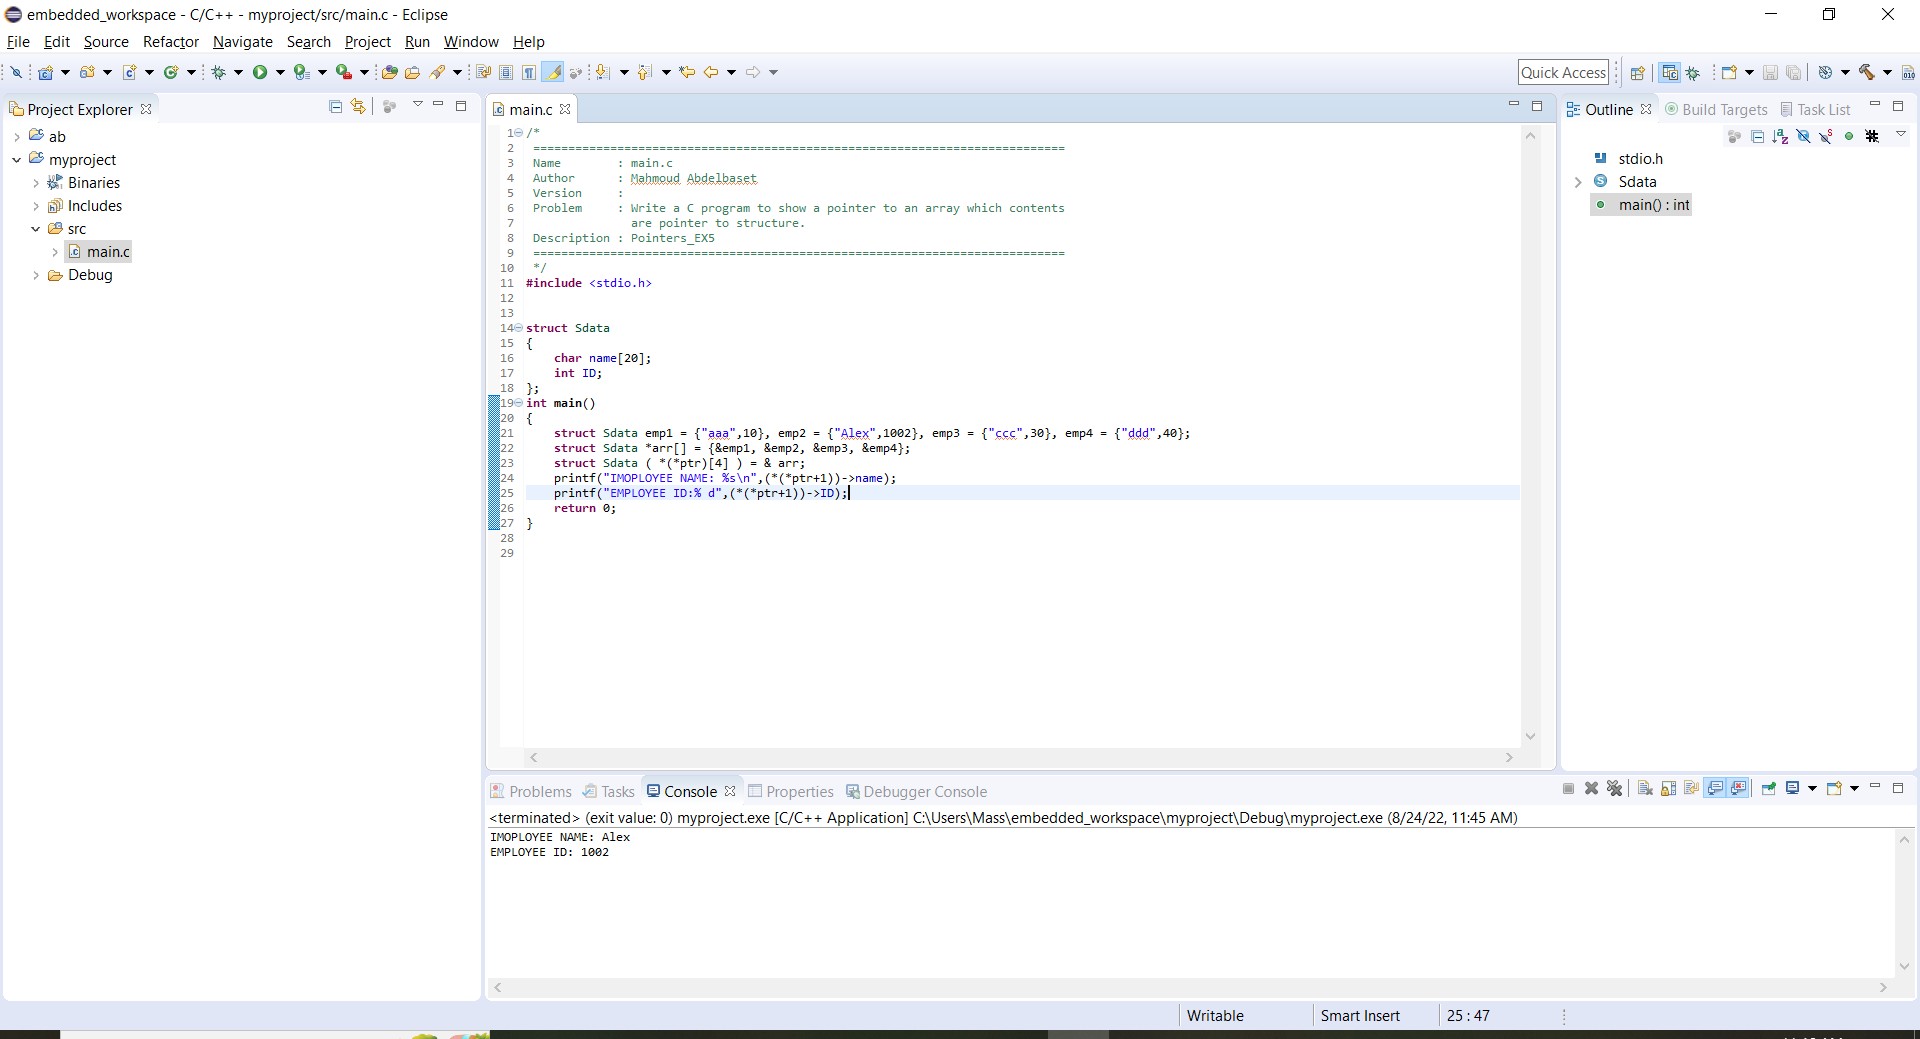 embedded_workspace - C/C++ - myproject/src/main.c - Eclipse
File Edit Source Refactor Navigate Search Project Run Window Help
Quick Access
Project Explorer
ab
myproject
Binaries
Includes
src
main.c
Debug
main.c
1 /*
2 ============================================================================
3 Name        : main.c
4 Author      : Mahmoud Abdelbaset
5 Version     :
6 Problem     : Write a C program to show a pointer to an array which contents
7               are pointer to structure.
8 Description : Pointers_EX5
9 ============================================================================
10 */
11 #include <stdio.h>
12
13
14 struct Sdata
15 {
16     char name[20];
17     int ID;
18 };
19 int main()
20 {
21     struct Sdata emp1 = {"aaa",10}, emp2 = {"Alex",1002}, emp3 = {"ccc",30}, emp4 = {"ddd",40};
22     struct Sdata *arr[] = {&emp1, &emp2, &emp3, &emp4};
23     struct Sdata ( *(*ptr)[4] ) = & arr;
24     printf("IMOPLOYEE NAME: %s\n",(*(*ptr+1))->name);
25     printf("EMPLOYEE ID:% d",(*(*ptr+1))->ID);
26     return 0;
27 }
28
29
Outline Build Targets Task List
stdio.h
Sdata
main() : int
Problems Tasks Console Properties Debugger Console
<terminated> (exit value: 0) myproject.exe [C/C++ Application] C:\Users\Mass\embedded_workspace\myproject\Debug\myproject.exe (8/24/22, 11:45 AM)
IMOPLOYEE NAME: Alex
EMPLOYEE ID: 1002
Writable Smart Insert 25 : 47